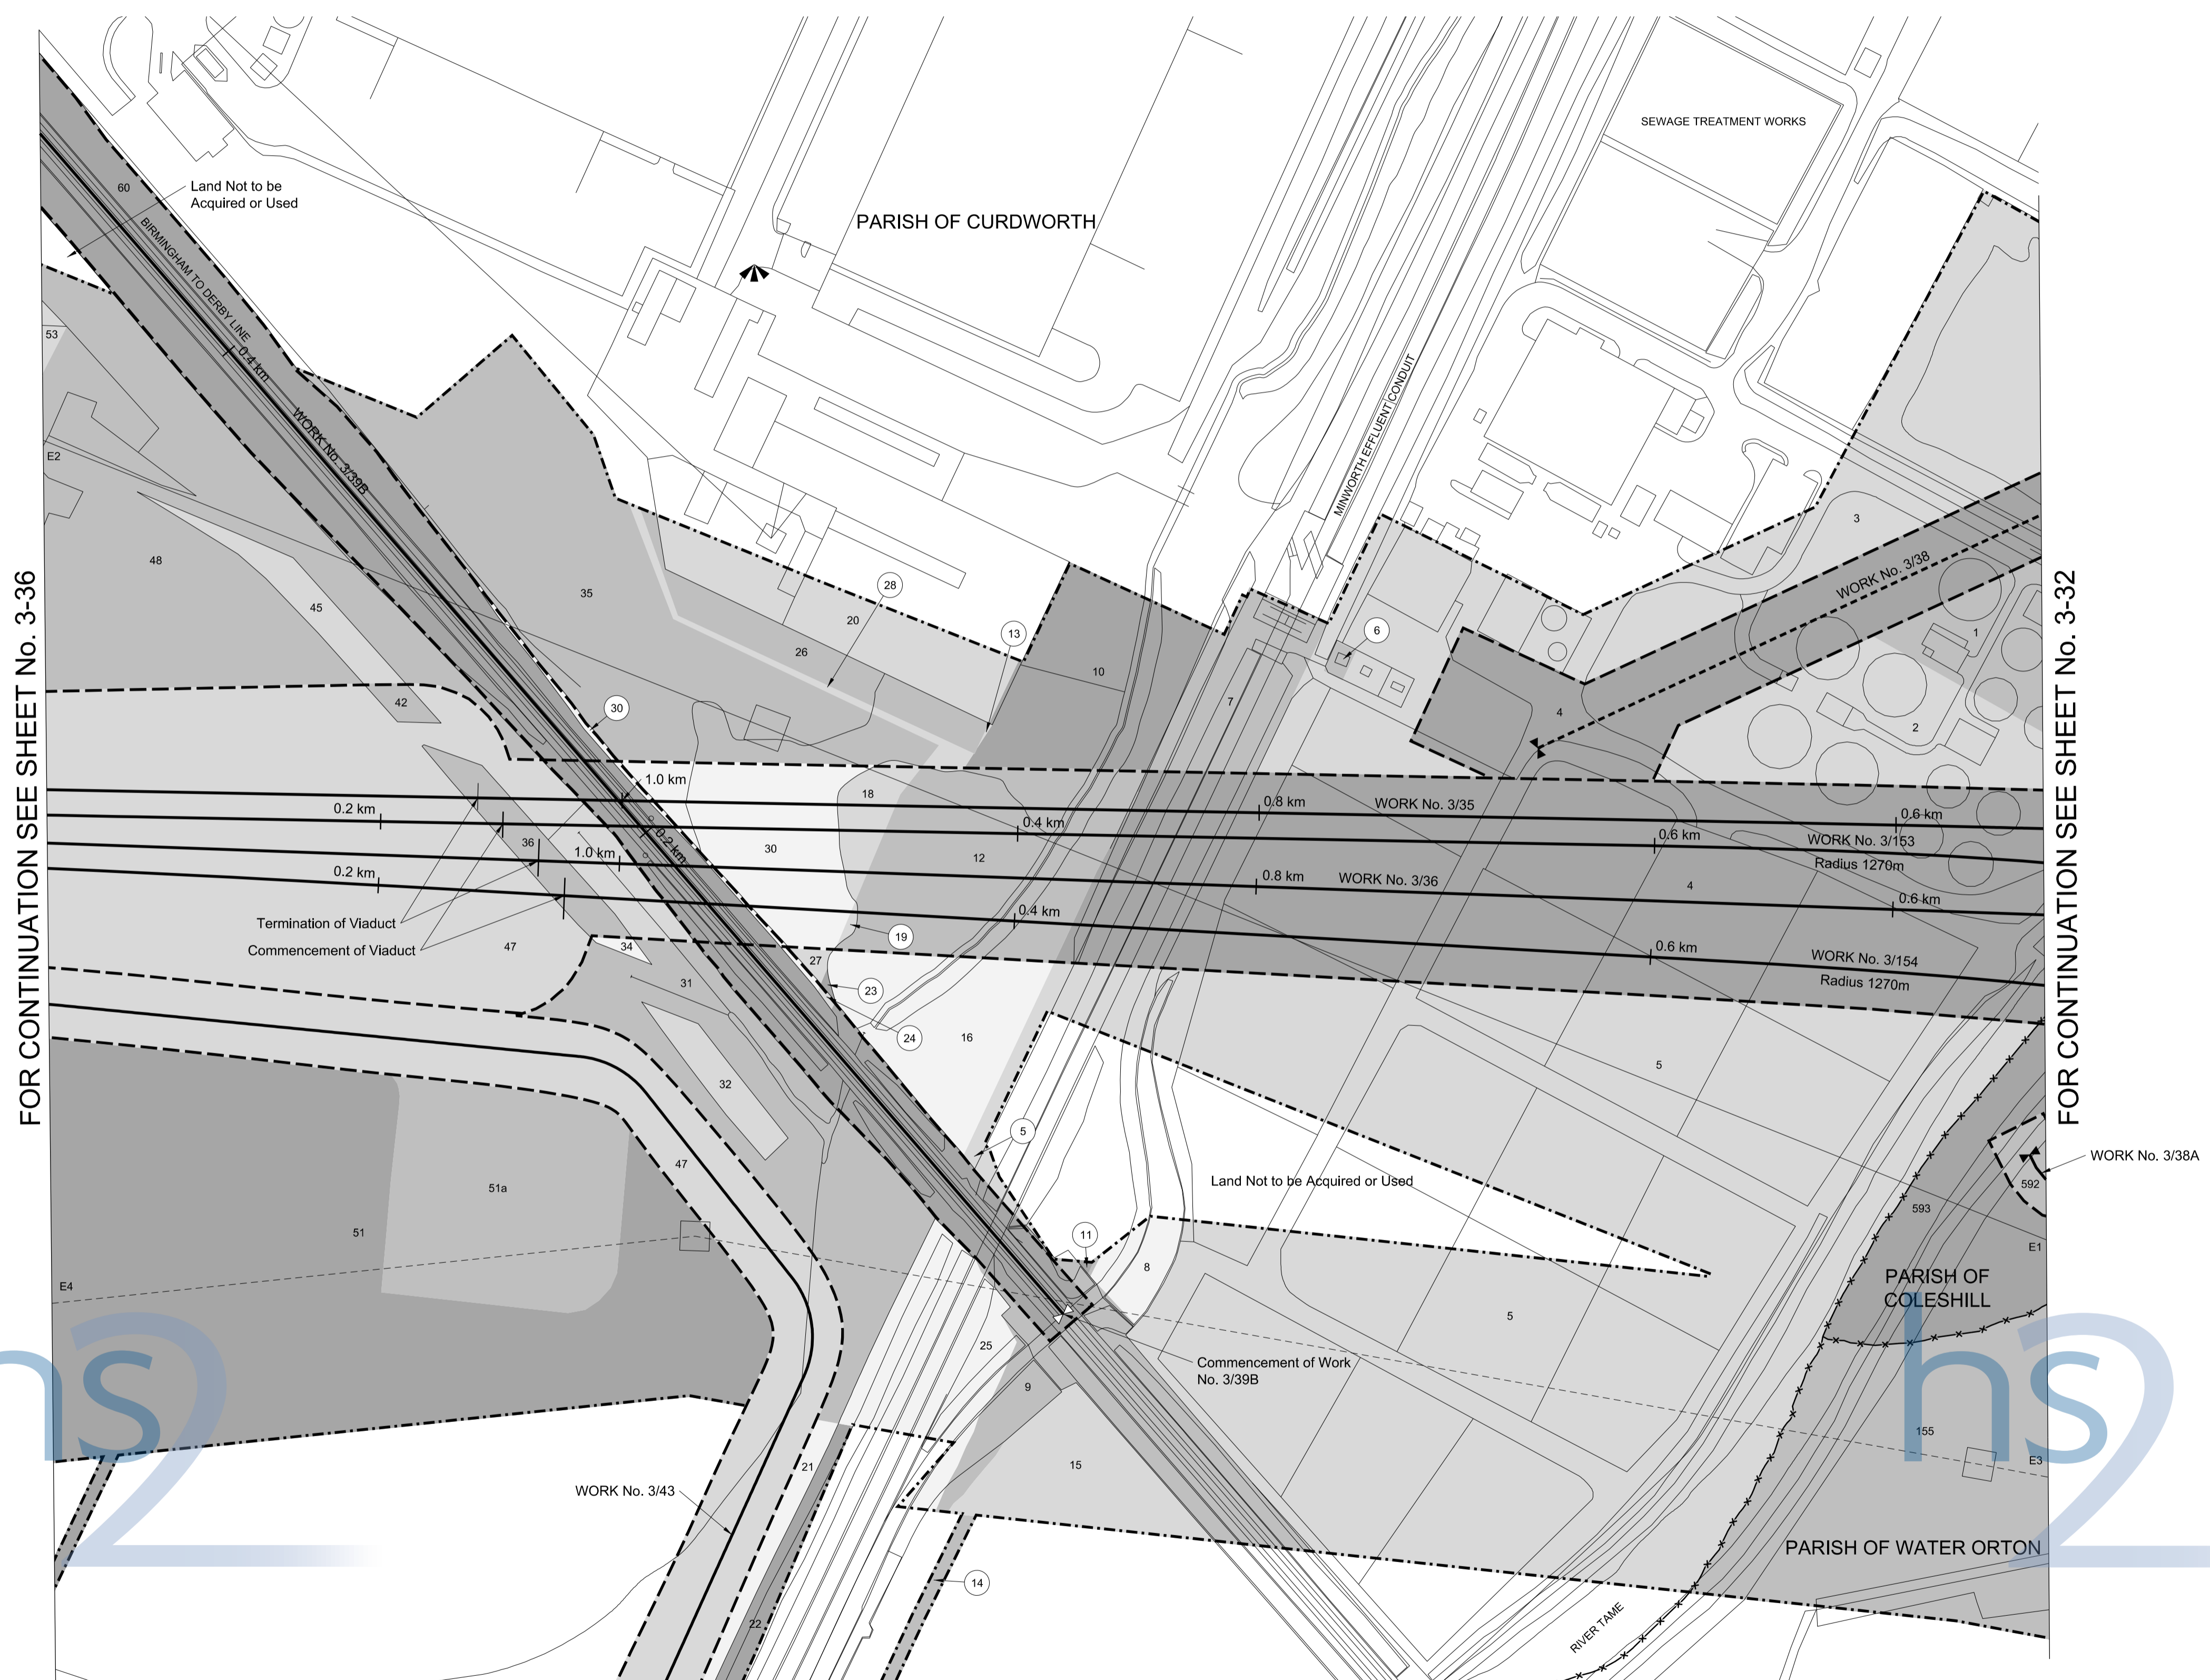 SEWAGE TREATMENT WORKS
60
Land Not to be
Acquired or Used
PARISH OF CURDWORTH
BIRMINGHAM TO DERBY LINE
53
0.4 km
MINWORTH EFFLUENT CONDUIT
WORK No. 3/39B
E2
3
48
WORK No. 3/38
35
28
45
20
13
6
1
26
10
42
7
4
2
30
FOR CONTINUATION SEE SHEET No. 3-36
FOR CONTINUATION SEE SHEET No. 3-32
1.0 km
18
0.8 km
WORK No. 3/35
0.2 km
0.4 km
0.6 km
0.6 km
WORK No. 3/153
36
1.0 km
0.2 km
30
12
Radius 1270m
0.2 km
0.8 km
WORK No. 3/36
4
0.6 km
0.4 km
Termination of Viaduct
19
Commencement of Viaduct
47
34
0.6 km
WORK No. 3/154
27
Radius 1270m
31
23
24
16
5
32
5
WORK No. 3/38A
47
Land Not to be Acquired or Used
592
51a
593
51
11
E1
8
E4
PARISH OF
COLESHILL
5
25
Commencement of Work
No. 3/39B
9
155
21
15
E3
WORK No. 3/43
PARISH OF WATER ORTON
14
22
RIVER TAME
hs2
hs2